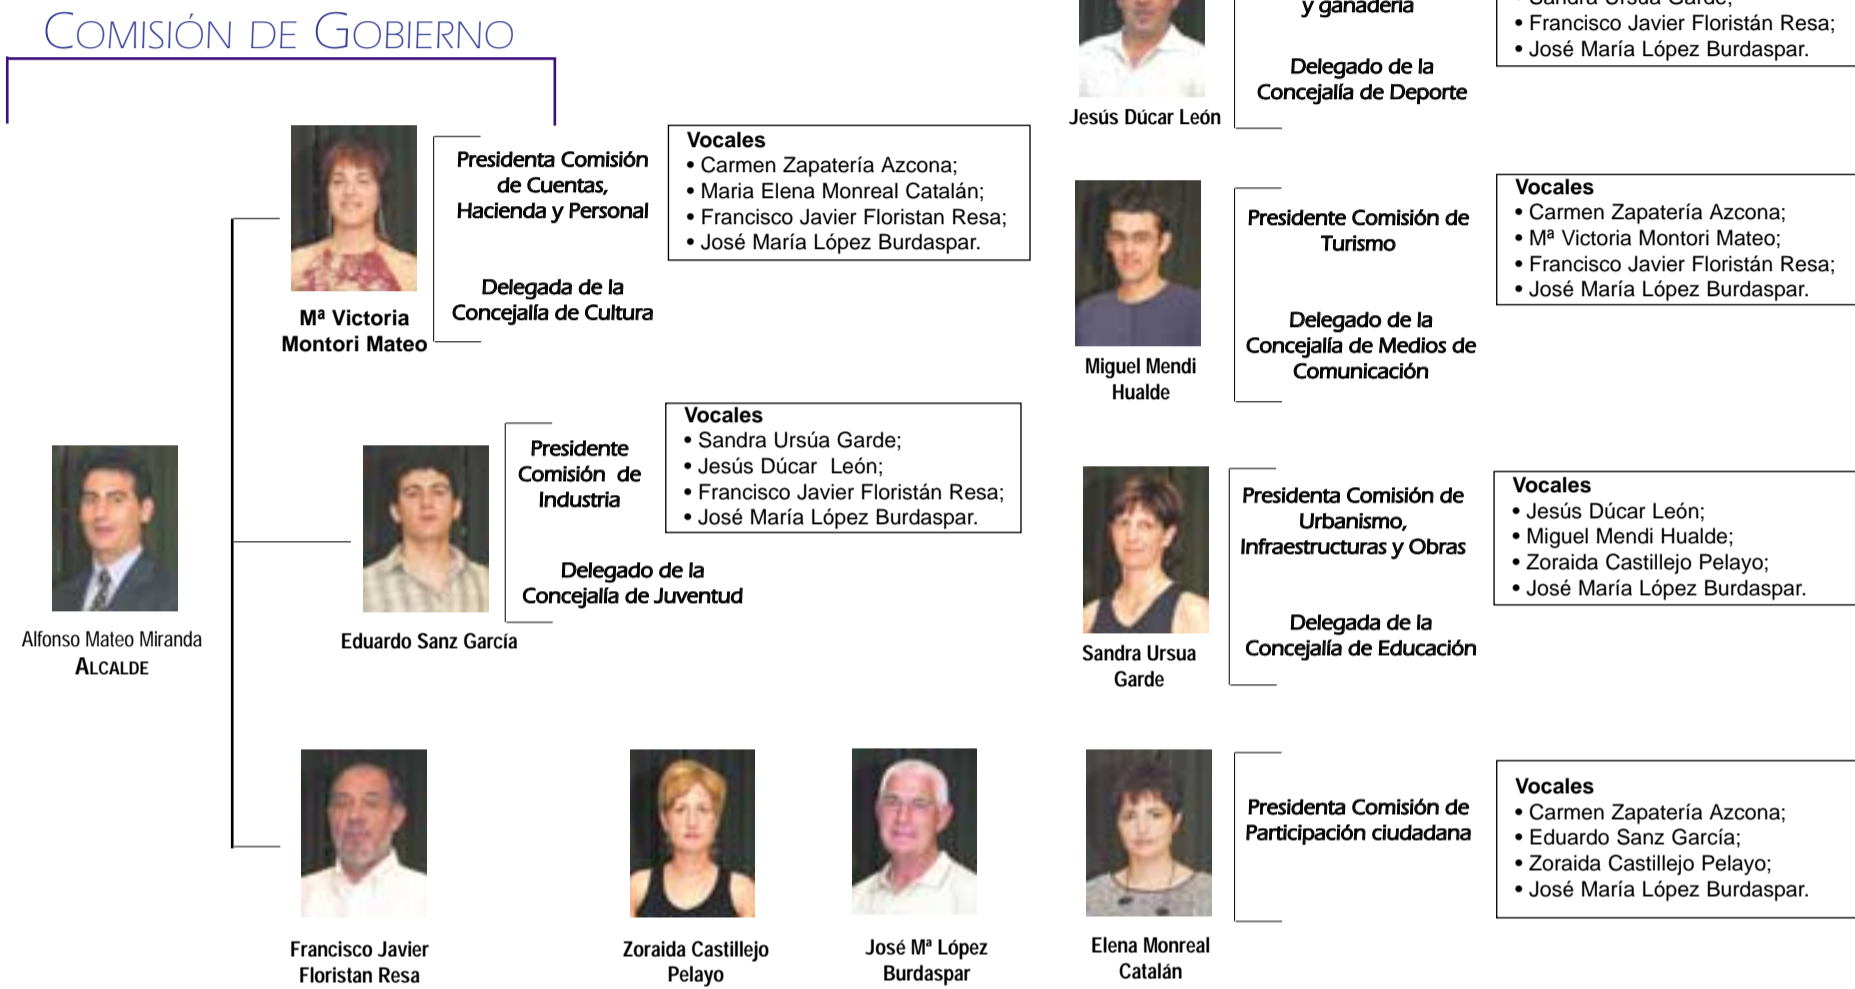 COMISIÓN DE GOBIERNO
Presidenta Comisión
de Cuentas,
Hacienda y Personal
Delegada de la
Concejalía de Cultura
Vocales
• Carmen Zapatería Azcona;
• Maria Elena Monreal Catalán;
• Francisco Javier Floristan Resa;
• José María López Burdaspar.
Mª Victoria
Montori Mateo
Presidente
Comisión de
Industria
Delegado de la
Concejalía de Juventud
Vocales
• Sandra Ursúa Garde;
• Jesús Dúcar León;
• Francisco Javier Floristán Resa;
• José María López Burdaspar.
Eduardo Sanz García
Alfonso Mateo Miranda
ALCALDE
Francisco Javier
Floristan Resa
Zoraida Castillejo
Pelayo
José Mª López
Burdaspar
y ganadería
Delegado de la
Concejalía de Deporte
Sandra Ursúa Garde;
• Francisco Javier Floristán Resa;
• José María López Burdaspar.
Jesús Dúcar León
Presidente Comisión de
Turismo
Delegado de la
Concejalía de Medios de
Comunicación
Vocales
• Carmen Zapatería Azcona;
• Mª Victoria Montori Mateo;
• Francisco Javier Floristán Resa;
• José María López Burdaspar.
Miguel Mendi
Hualde
Presidenta Comisión de
Urbanismo,
Infraestructuras y Obras
Delegada de la
Concejalía de Educación
Vocales
• Jesús Dúcar León;
• Miguel Mendi Hualde;
• Zoraida Castillejo Pelayo;
• José María López Burdaspar.
Sandra Ursua
Garde
Presidenta Comisión de
Participación ciudadana
Vocales
• Carmen Zapatería Azcona;
• Eduardo Sanz García;
• Zoraida Castillejo Pelayo;
• José María López Burdaspar.
Elena Monreal
Catalán